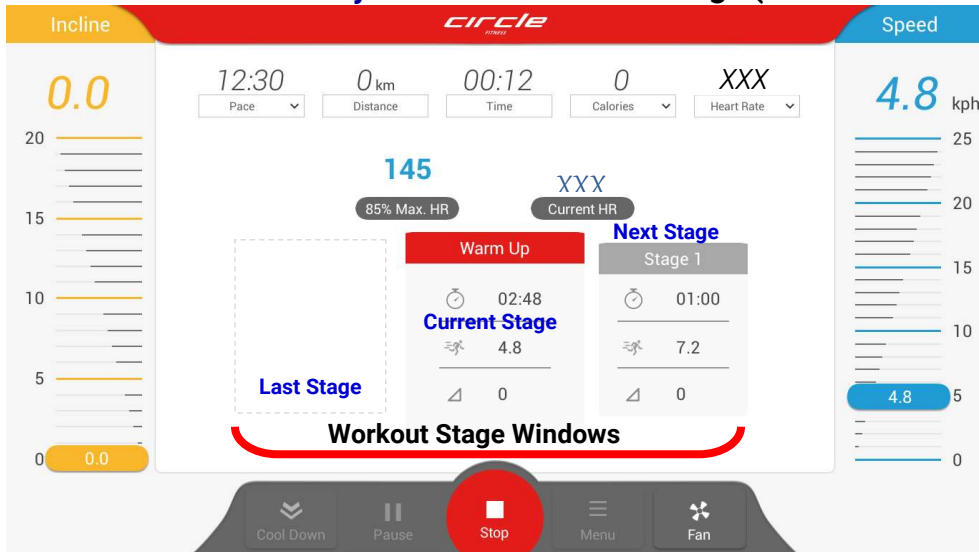 Incline
circle
FITNESS
Speed
0.0
12:30
0 km
00:12
0
XXX
4.8 kph
Pace
Distance
Time
Calories
Heart Rate
20
15
10
5
0
0.0
145
XXX
85% Max. HR
Current HR
Next Stage
Warm Up
Stage 1
02:48
01:00
Current Stage
4.8
7.2
Last Stage
0
0
Workout Stage Windows
25
20
15
10
4.8
5
0
Cool Down
Pause
Stop
Menu
Fan